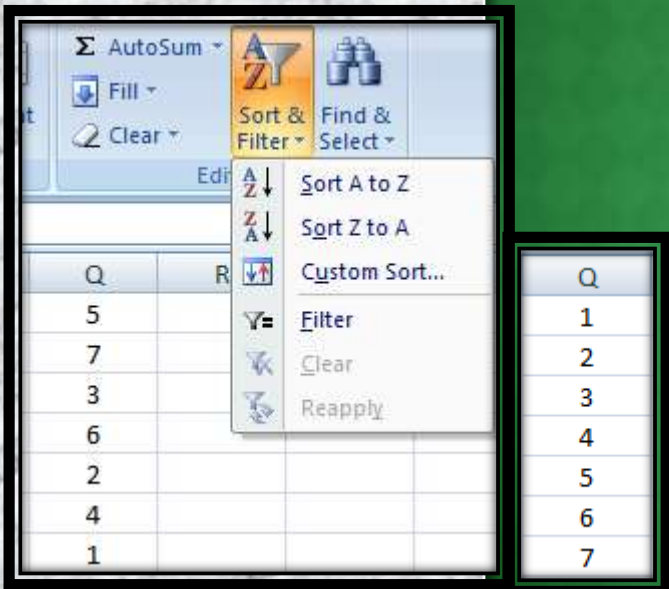 Σ AutoSum
Fill
Clear
Sort &
Filter
Find &
Select
Edi
Sort A to Z
Sort Z to A
Custom Sort...
Filter
Clear
Reapply
Q R
5
7
3
6
2
4
1
Q
1
2
3
4
5
6
7